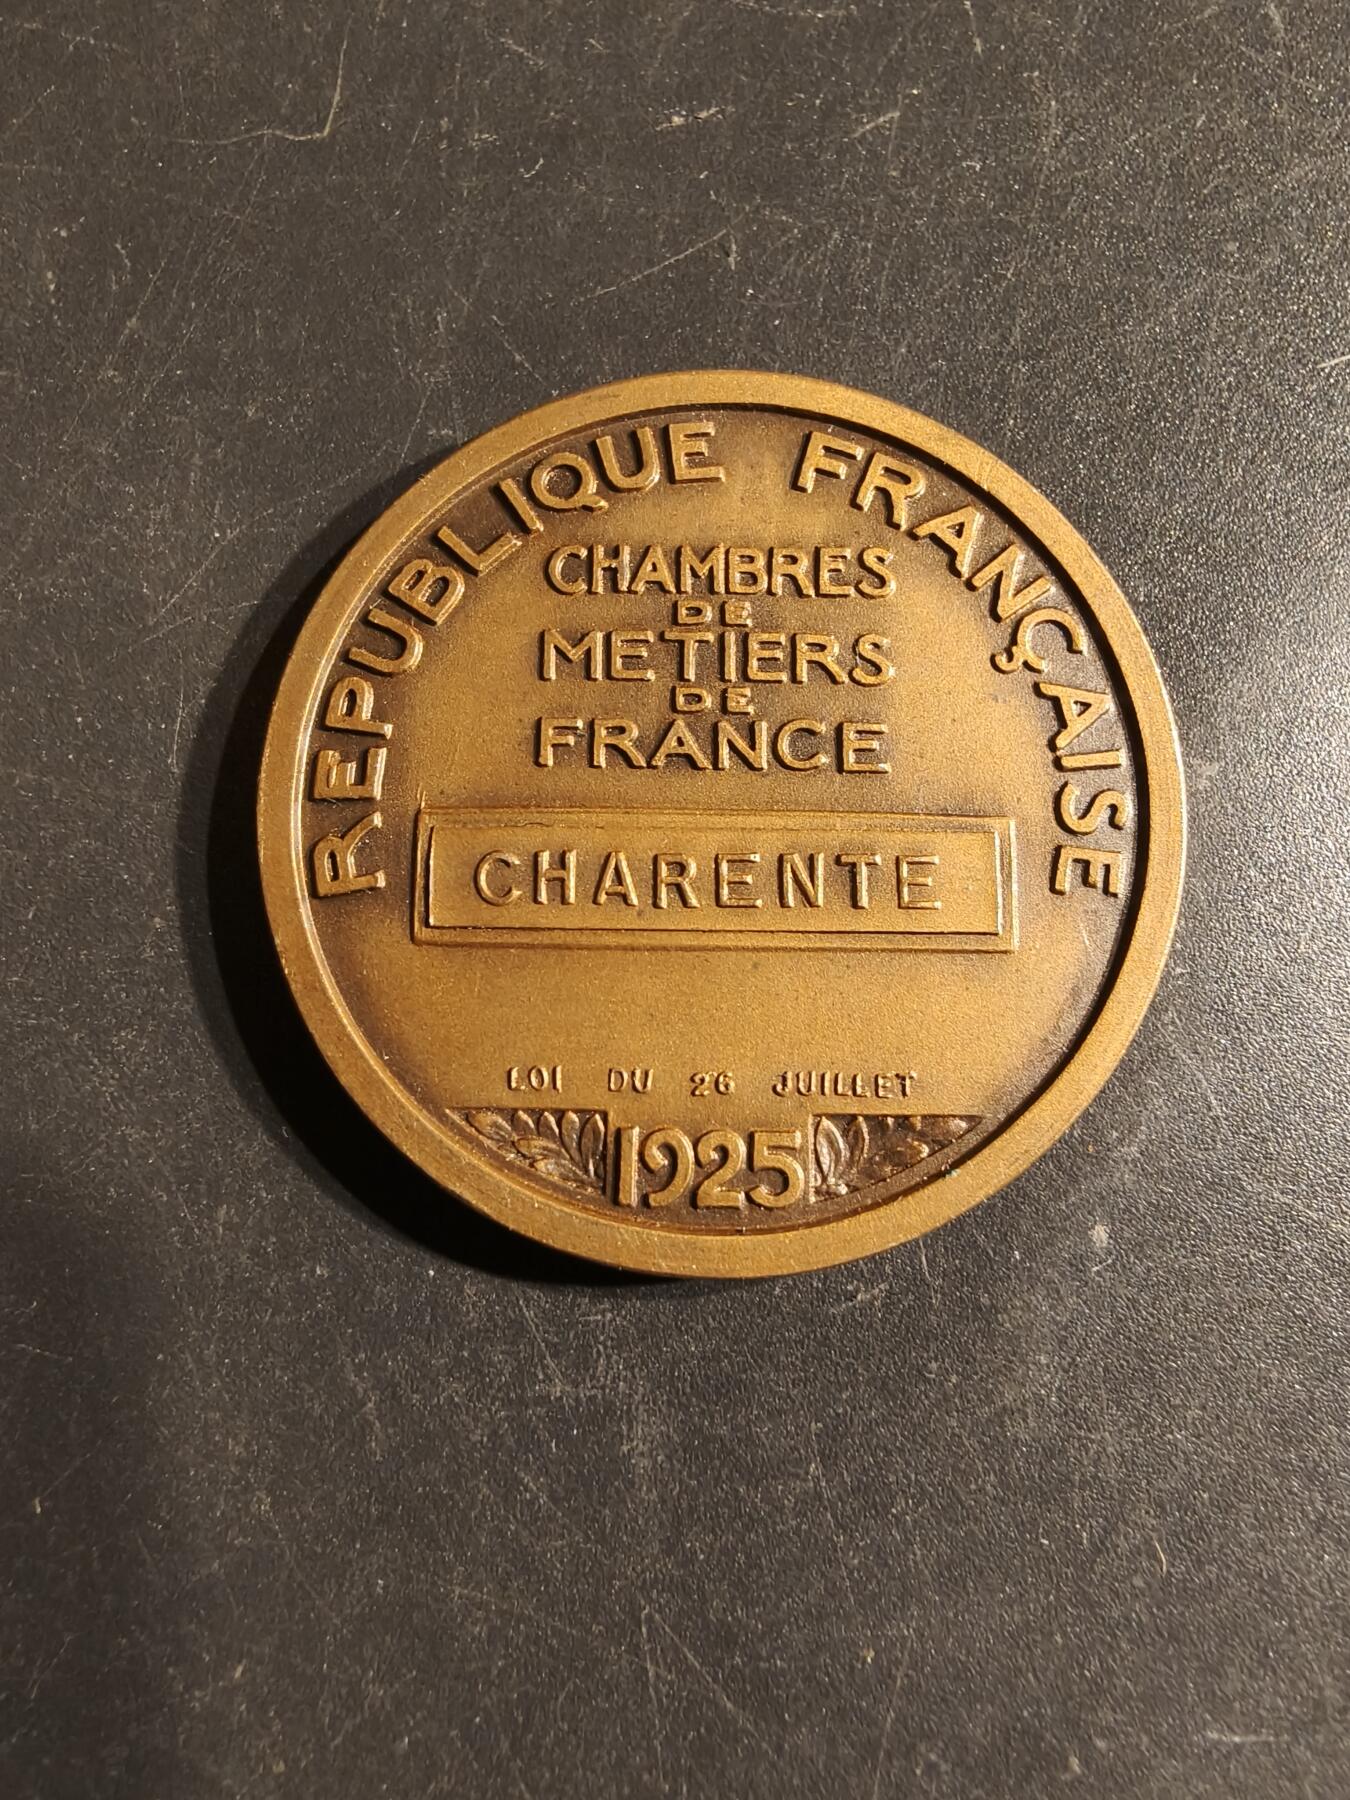 REPUBLIQUE FRANÇAISE
CHAMBRES
DE
METIERS
DE
FRANCE
CHARENTE
LOI DU 26 JUILLET
1925